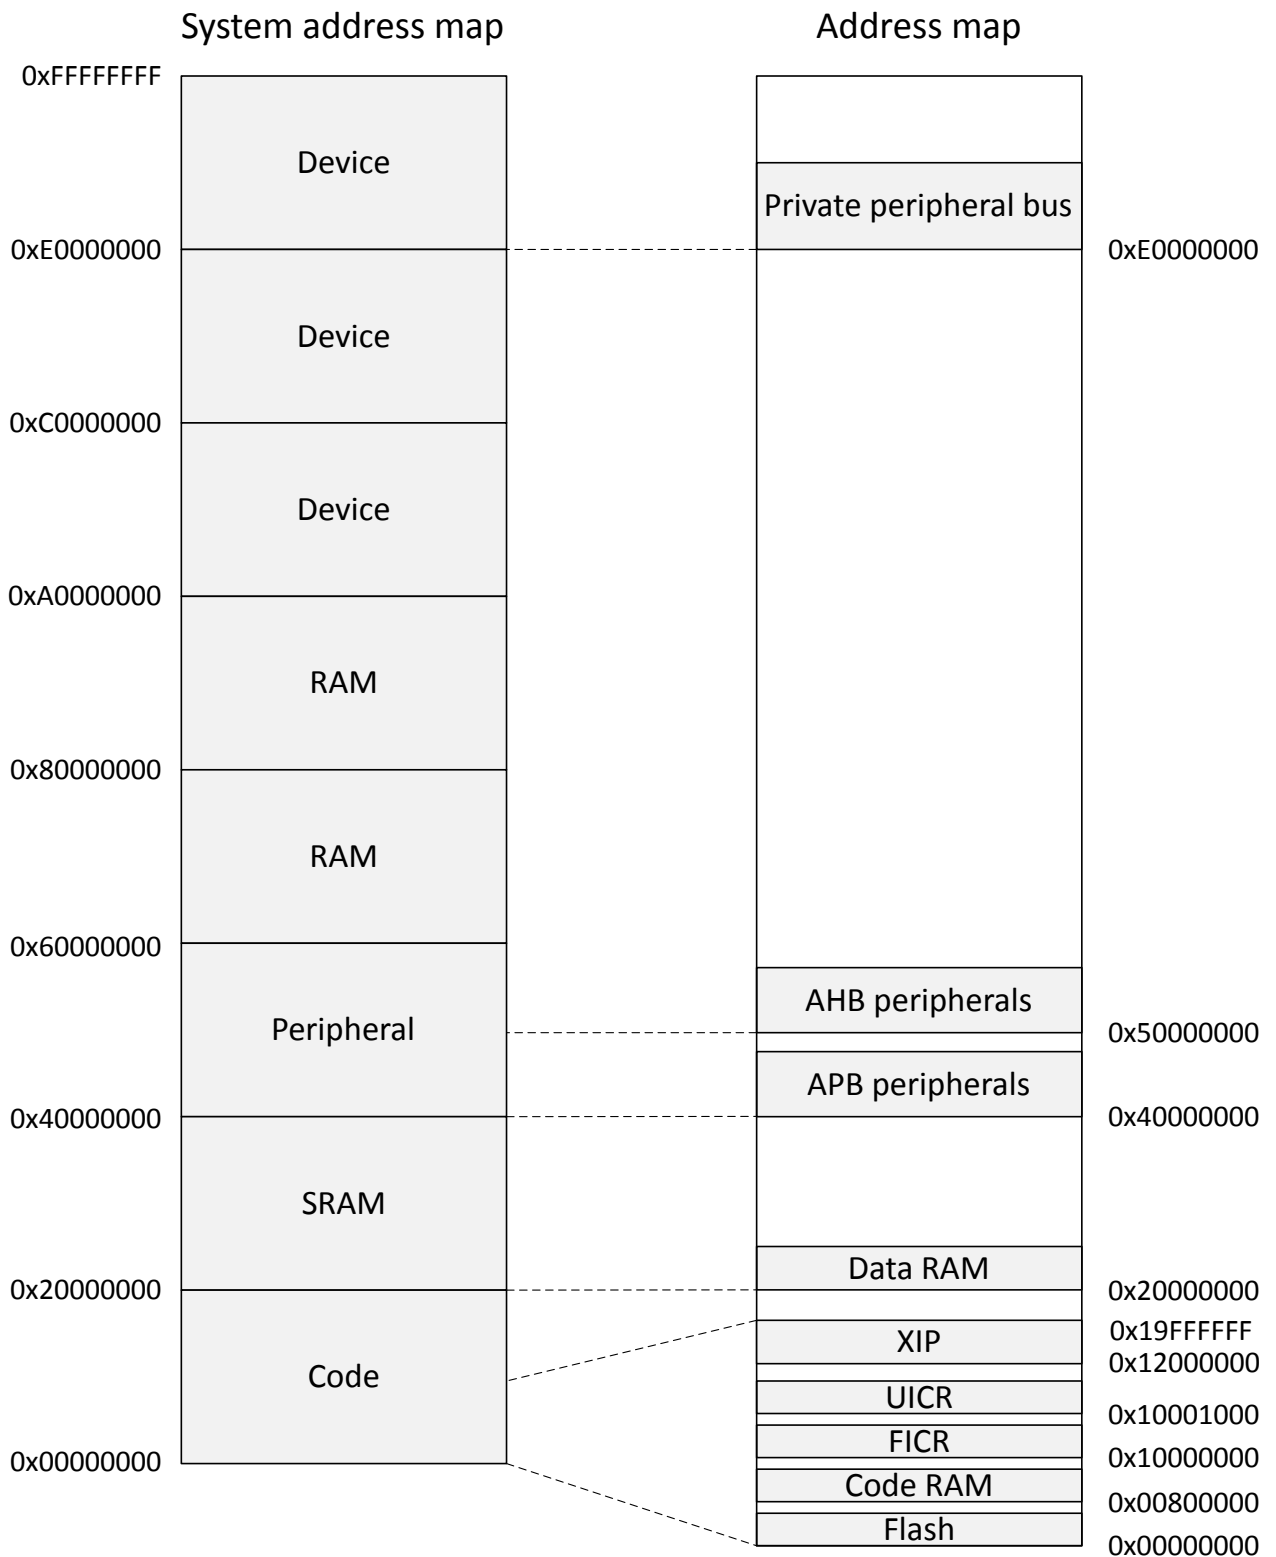 System address map
Address map
0xFFFFFFFF
Device
Private peripheral bus
0xE0000000
0xE0000000
Device
0xC0000000
Device
0xA0000000
RAM
0x80000000
RAM
0x60000000
AHB peripherals
Peripheral
0x50000000
APB peripherals
0x40000000
0x40000000
SRAM
Data RAM
0x20000000
0x20000000
0x19FFFFFF
XIP
0x12000000
Code
UICR
0x10001000
FICR
0x00000000
0x10000000
Code RAM
0x00800000
Flash
0x00000000